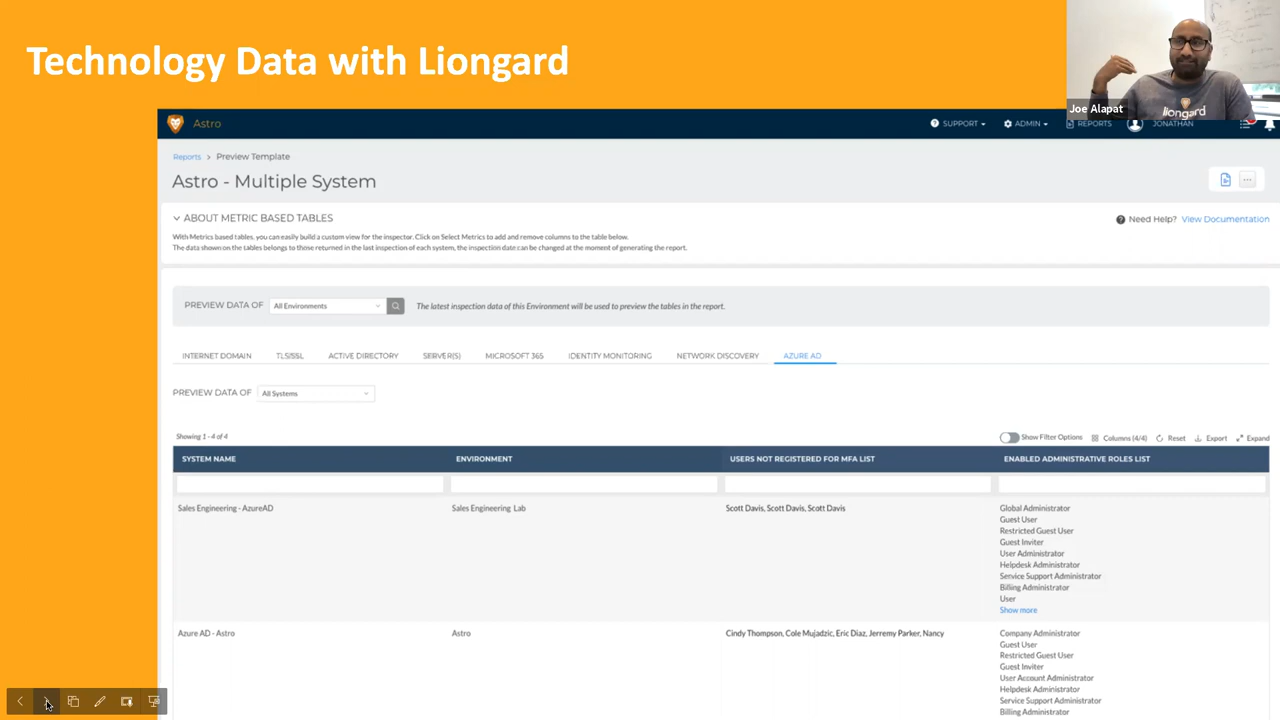 Technology Data with Liongard
Joe Alapat
liongard
Astro
SUPPORT
ADMIN
REPORTS
JONATHAN
Reports > Preview Template
Astro - Multiple System
ABOUT METRIC BASED TABLES
Need Help? View Documentation
With Metrics based tables, you can easily build a custom view for the inspector. Click on Select Metrics to add and remove columns to the table below.
The data shown on the tables belongs to those returned in the last inspection of each system, the inspection date can be changed at the moment of generating the report.
PREVIEW DATA OF All Environments The latest inspection data of this Environment will be used to preview the tables in the report.
INTERNET DOMAIN TLS/SSL ACTIVE DIRECTORY SERVER(S) MICROSOFT 365 IDENTITY MONITORING NETWORK DISCOVERY AZURE AD
PREVIEW DATA OF All Systems
Showing 1 - 4 of 4
Show Filter Options Columns (4/4) Reset Export Expand
SYSTEM NAME ENVIRONMENT USERS NOT REGISTERED FOR MFA LIST ENABLED ADMINISTRATIVE ROLES LIST
Sales Engineering - AzureAD Sales Engineering Lab Scott Davis, Scott Davis, Scott Davis Global Administrator
Guest User
Restricted Guest User
Guest Inviter
User Administrator
Helpdesk Administrator
Service Support Administrator
Billing Administrator
User
Show more
Azure AD - Astro Astro Cindy Thompson, Cole Mujadzic, Eric Diaz, Jerremy Parker, Nancy Company Administrator
Guest User
Restricted Guest User
Guest Inviter
User Account Administrator
Helpdesk Administrator
Service Support Administrator
Billing Administrator